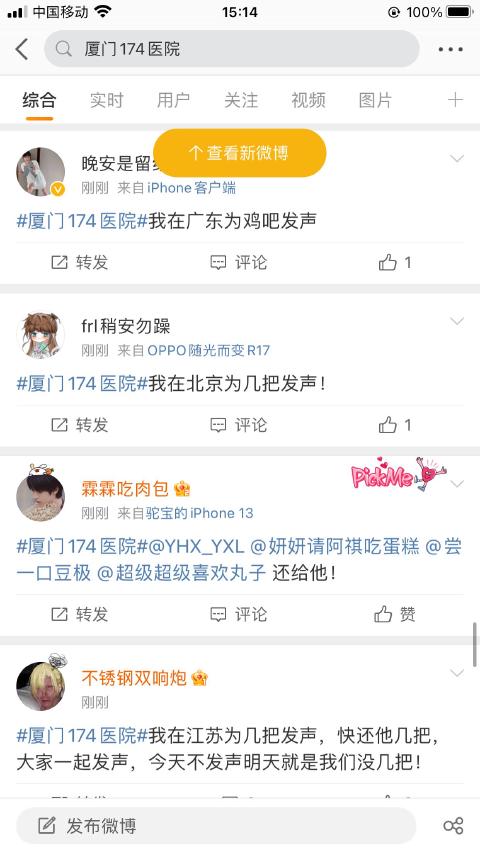 中国移动 15:14 100%
厦门174医院
综合 实时 用户 关注 视频 图片
查看新微博
晚安是留
刚刚 来自iPhone客户端
#厦门174医院#我在广东为鸡吧发声
转发 评论 1
frl稍安勿躁
刚刚 来自OPPO随光而变R17
#厦门174医院#我在北京为几把发声！
转发 评论 1
PickMe
霖霖吃肉包
刚刚 来自驼宝的iPhone 13
#厦门174医院#@YHX_YXL @妍妍请阿祺吃蛋糕 @尝
一口豆极 @超级超级喜欢丸子 还给他！
转发 评论 赞
不锈钢双响炮
刚刚
#厦门174医院#我在江苏为几把发声，快还他几把，
大家一起发声，今天不发声明天就是我们没几把！
发布微博